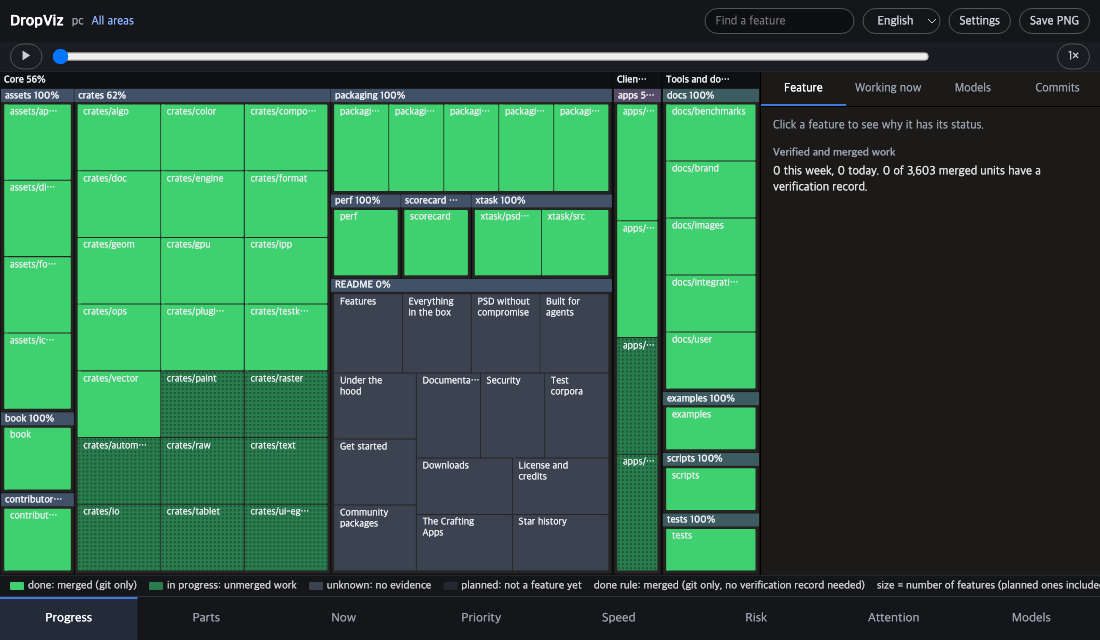 DropViz pc All areas
Find a feature
English
Settings
Save PNG
1×
Core 56%
Clien⋯
Tools and do⋯
assets 100%
crates 62%
packaging 100%
apps 5⋯
docs 100%
assets/ap⋯
assets/di⋯
assets/fo⋯
assets/ic⋯
book 100%
book
contributor⋯
contribut⋯
crates/algo
crates/color
crates/compo⋯
crates/doc
crates/engine
crates/format
crates/geom
crates/gpu
crates/ipp
crates/ops
crates/plugi⋯
crates/testk⋯
crates/vector
crates/paint
crates/raster
crates/autom⋯
crates/raw
crates/text
crates/io
crates/tablet
crates/ui-eg⋯
packagi⋯
packagi⋯
packagi⋯
packagi⋯
packagi⋯
perf 100%
scorecard ⋯
xtask 100%
perf
scorecard
xtask/psd⋯
xtask/src
README 0%
Features
Everything
in the box
PSD without
compromise
Built for
agents
Under the
hood
Documenta⋯
Security
Test
corpora
Get started
Downloads
License and
credits
Community
packages
The Crafting
Apps
Star history
apps/⋯
apps/⋯
apps/⋯
apps/⋯
docs/benchmarks
docs/brand
docs/images
docs/integrati⋯
docs/user
examples 100%
examples
scripts 100%
scripts
tests 100%
tests
Feature
Working now
Models
Commits
Click a feature to see why it has its status.
Verified and merged work
0 this week, 0 today. 0 of 3,603 merged units have a
verification record.
done: merged (git only)
in progress: unmerged work
unknown: no evidence
planned: not a feature yet
done rule: merged (git only, no verification record needed)
size = number of features (planned ones include
Progress
Parts
Now
Priority
Speed
Risk
Attention
Models